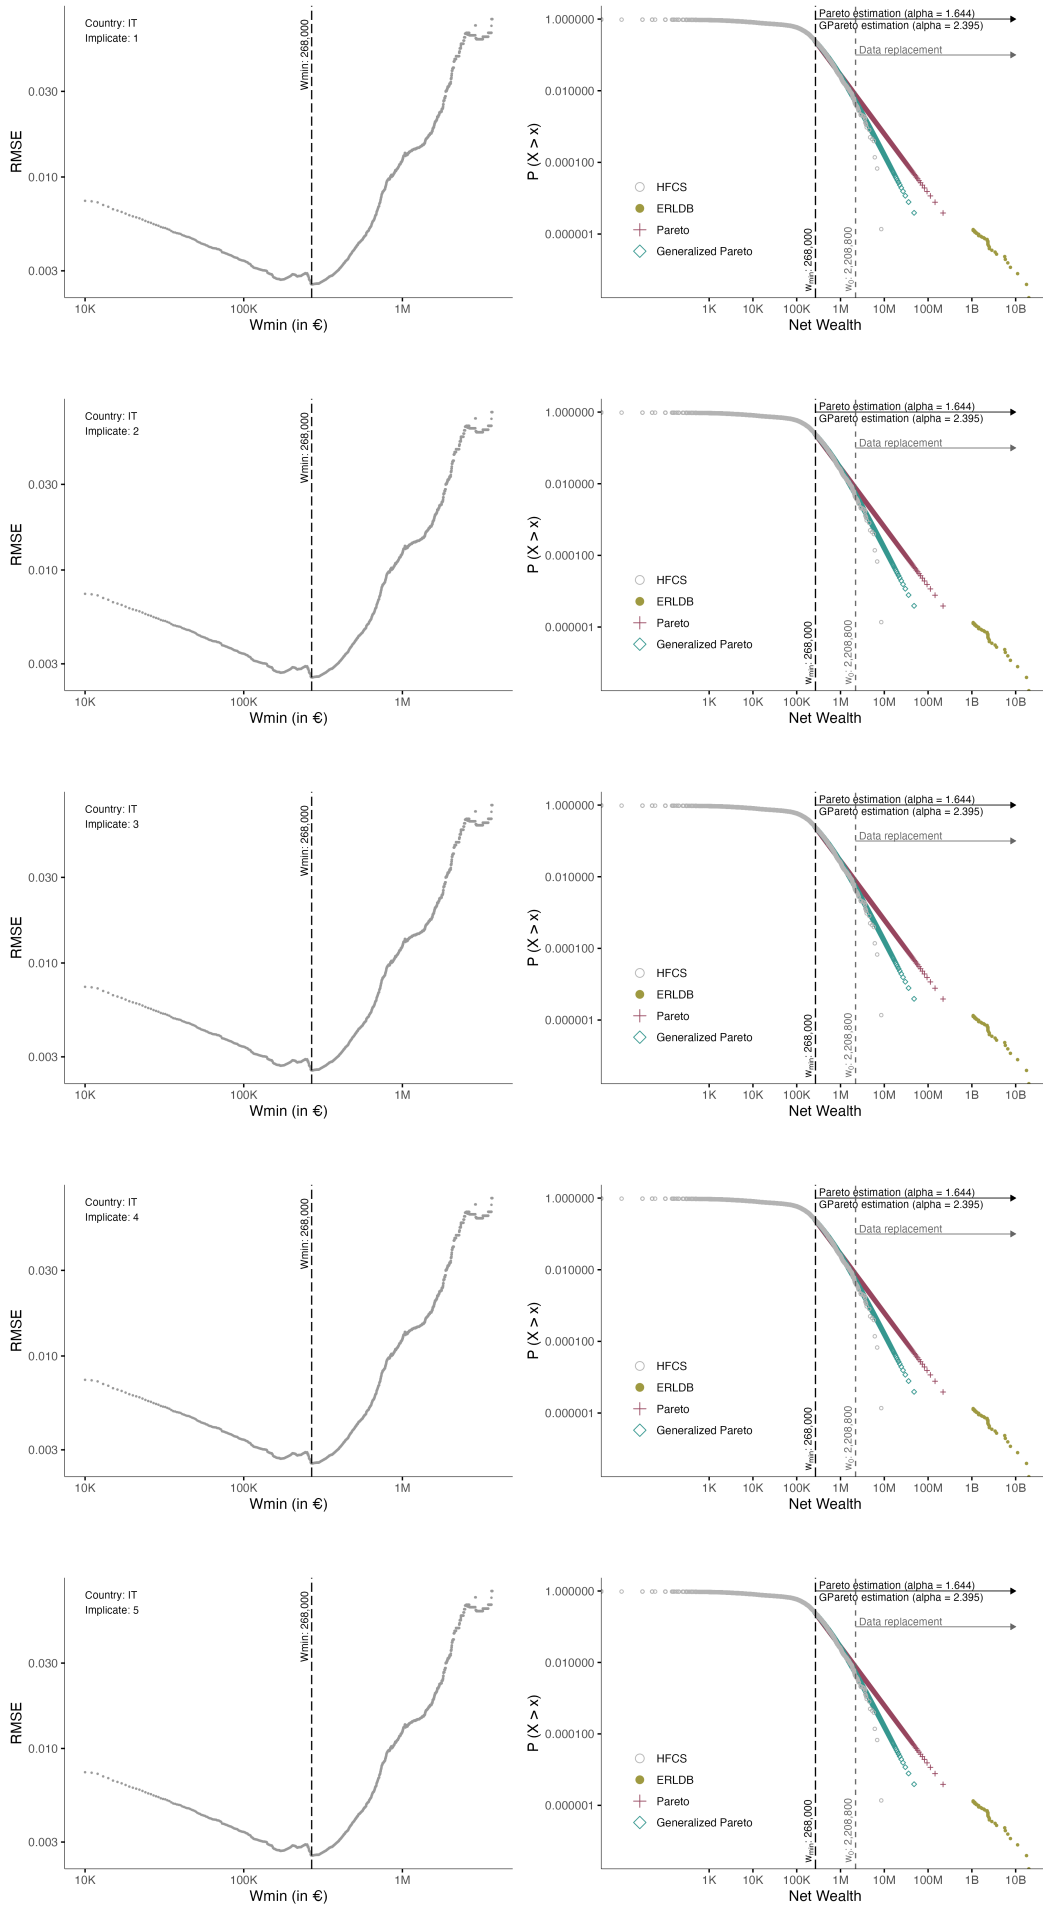 Country: IT
Implicate: 1
Wmin: 268,000
RMSE
0.030
0.010
0.003
10K 100K 1M
Wmin (in €)
Pareto estimation (alpha = 1.644)
GPareto estimation (alpha = 2.395)
Data replacement
P (X > x)
1.000000
0.010000
0.000100
0.000001
HFCS
ERLDB
Pareto
Generalized Pareto
wmin: 268,000
w0: 2,208,800
1K 10K 100K 1M 10M 100M 1B 10B
Net Wealth
Country: IT
Implicate: 2
Wmin: 268,000
RMSE
0.030
0.010
0.003
10K 100K 1M
Wmin (in €)
Pareto estimation (alpha = 1.644)
GPareto estimation (alpha = 2.395)
Data replacement
P (X > x)
1.000000
0.010000
0.000100
0.000001
HFCS
ERLDB
Pareto
Generalized Pareto
wmin: 268,000
w0: 2,208,800
1K 10K 100K 1M 10M 100M 1B 10B
Net Wealth
Country: IT
Implicate: 3
Wmin: 268,000
RMSE
0.030
0.010
0.003
10K 100K 1M
Wmin (in €)
Pareto estimation (alpha = 1.644)
GPareto estimation (alpha = 2.395)
Data replacement
P (X > x)
1.000000
0.010000
0.000100
0.000001
HFCS
ERLDB
Pareto
Generalized Pareto
wmin: 268,000
w0: 2,208,800
1K 10K 100K 1M 10M 100M 1B 10B
Net Wealth
Country: IT
Implicate: 4
Wmin: 268,000
RMSE
0.030
0.010
0.003
10K 100K 1M
Wmin (in €)
Pareto estimation (alpha = 1.644)
GPareto estimation (alpha = 2.395)
Data replacement
P (X > x)
1.000000
0.010000
0.000100
0.000001
HFCS
ERLDB
Pareto
Generalized Pareto
wmin: 268,000
w0: 2,208,800
1K 10K 100K 1M 10M 100M 1B 10B
Net Wealth
Country: IT
Implicate: 5
Wmin: 268,000
RMSE
0.030
0.010
0.003
10K 100K 1M
Wmin (in €)
Pareto estimation (alpha = 1.644)
GPareto estimation (alpha = 2.395)
Data replacement
P (X > x)
1.000000
0.010000
0.000100
0.000001
HFCS
ERLDB
Pareto
Generalized Pareto
wmin: 268,000
w0: 2,208,800
1K 10K 100K 1M 10M 100M 1B 10B
Net Wealth